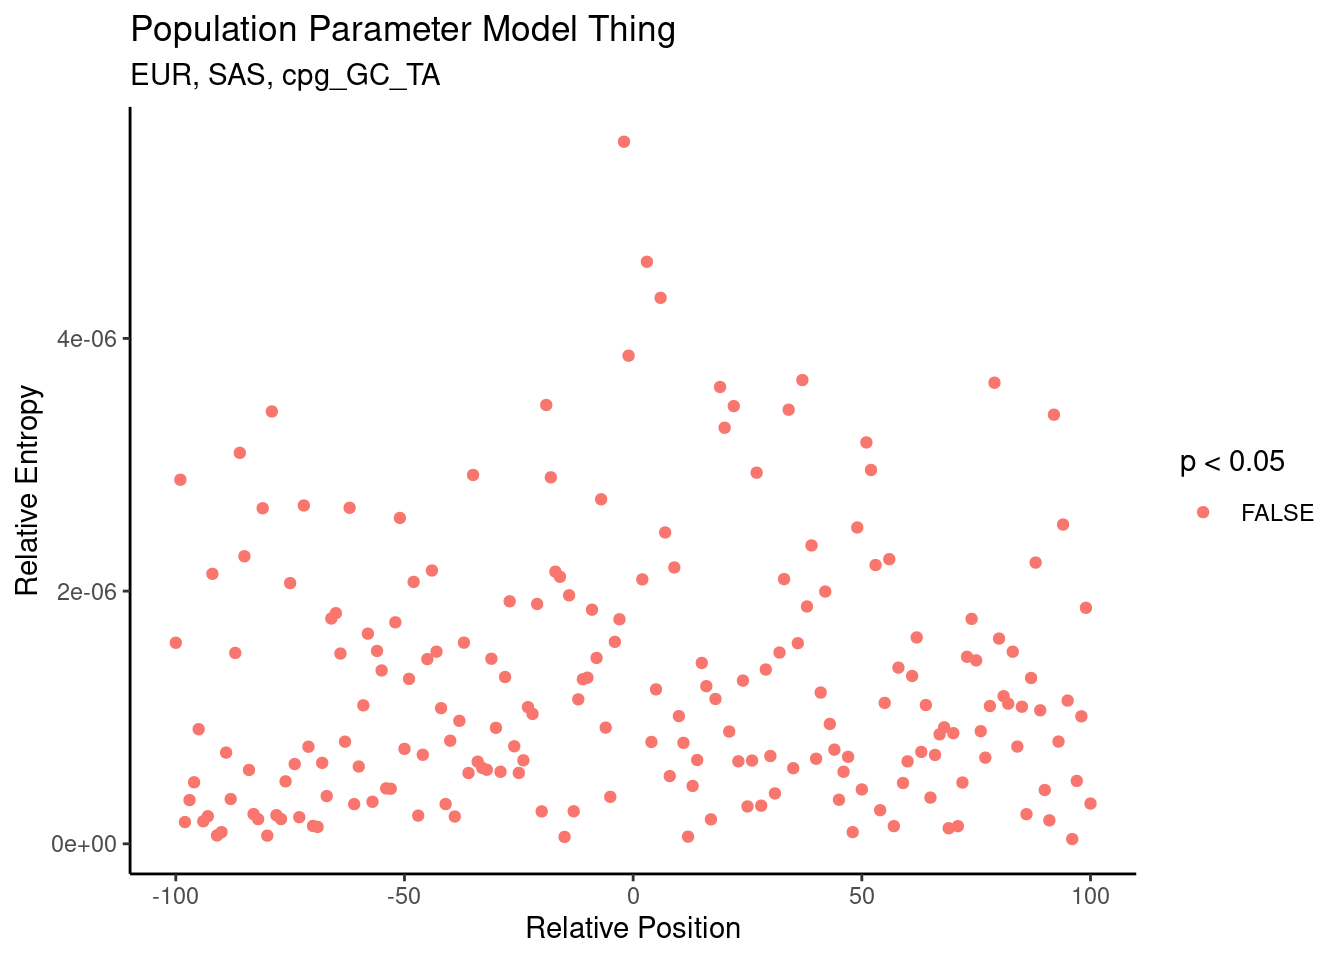 Population Parameter Model Thing
EUR, SAS, cpg_GC_TA
Relative Entropy
4e-06
2e-06
0e+00
-100
-50
0
50
100
Relative Position
p < 0.05
FALSE